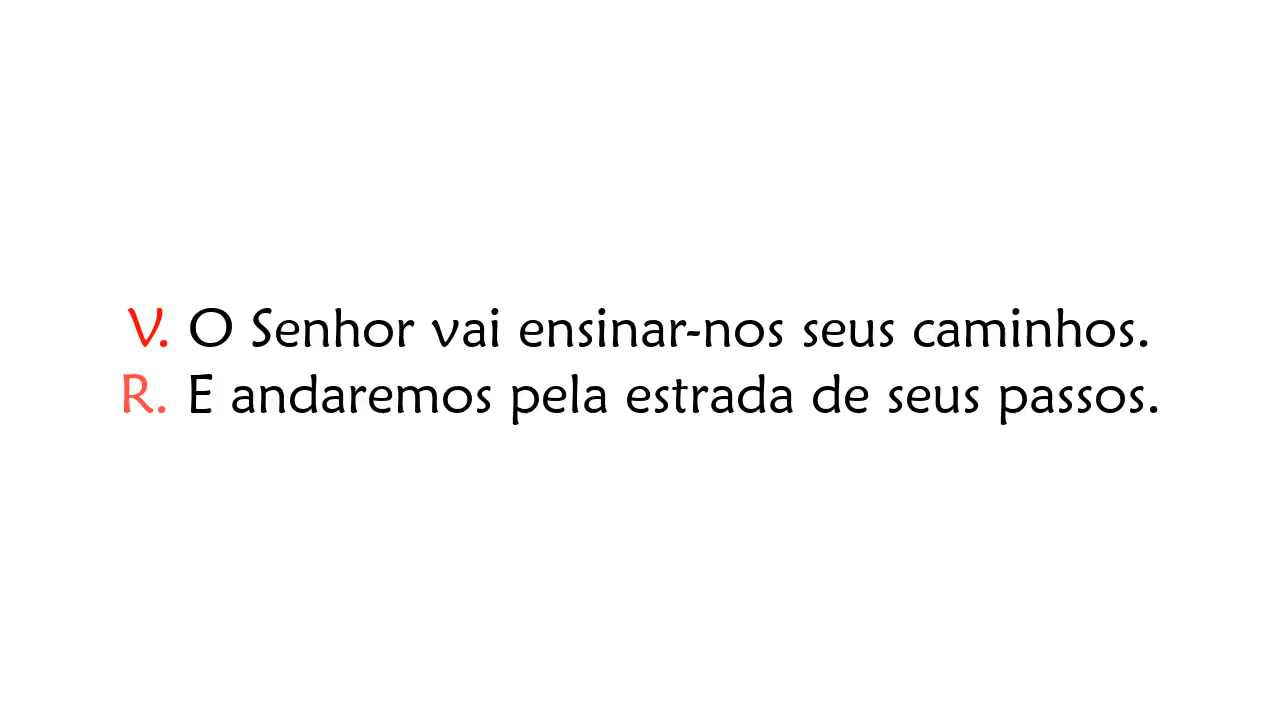 V. O Senhor vai ensinar-nos seus caminhos.
R. E andaremos pela estrada de seus passos.